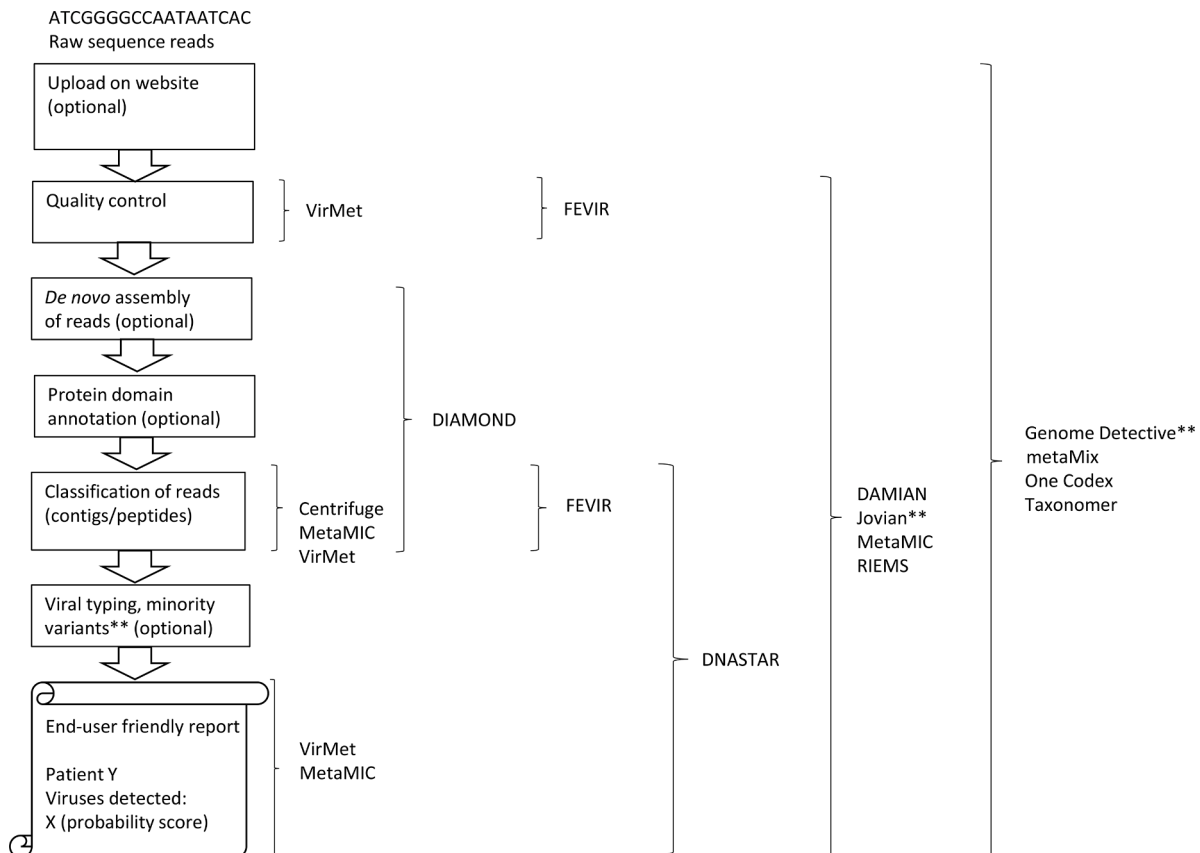 ATCGGGGCCAATAATCAC
Raw sequence reads
Upload on website
(optional)
Quality control
VirMet
FEVIR
De novo assembly
of reads (optional)
Protein domain
annotation (optional)
DIAMOND
Classification of reads
(contigs/peptides)
Centrifuge
MetaMIC
VirMet
FEVIR
Viral typing, minority
variants** (optional)
DNASTAR
End-user friendly report
Patient Y
Viruses detected:
X (probability score)
VirMet
MetaMIC
DAMIAN
Jovian**
MetaMIC
RIEMS
Genome Detective**
metaMix
One Codex
Taxonomer